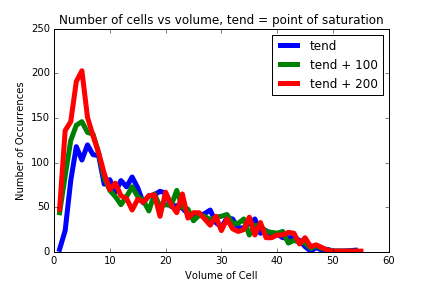 Number of cells vs volume, tend = point of saturation
250
200
150
100
50
0
0 10 20 30 40 50 60
Number of Occurrences
Volume of Cell
tend
tend + 100
tend + 200